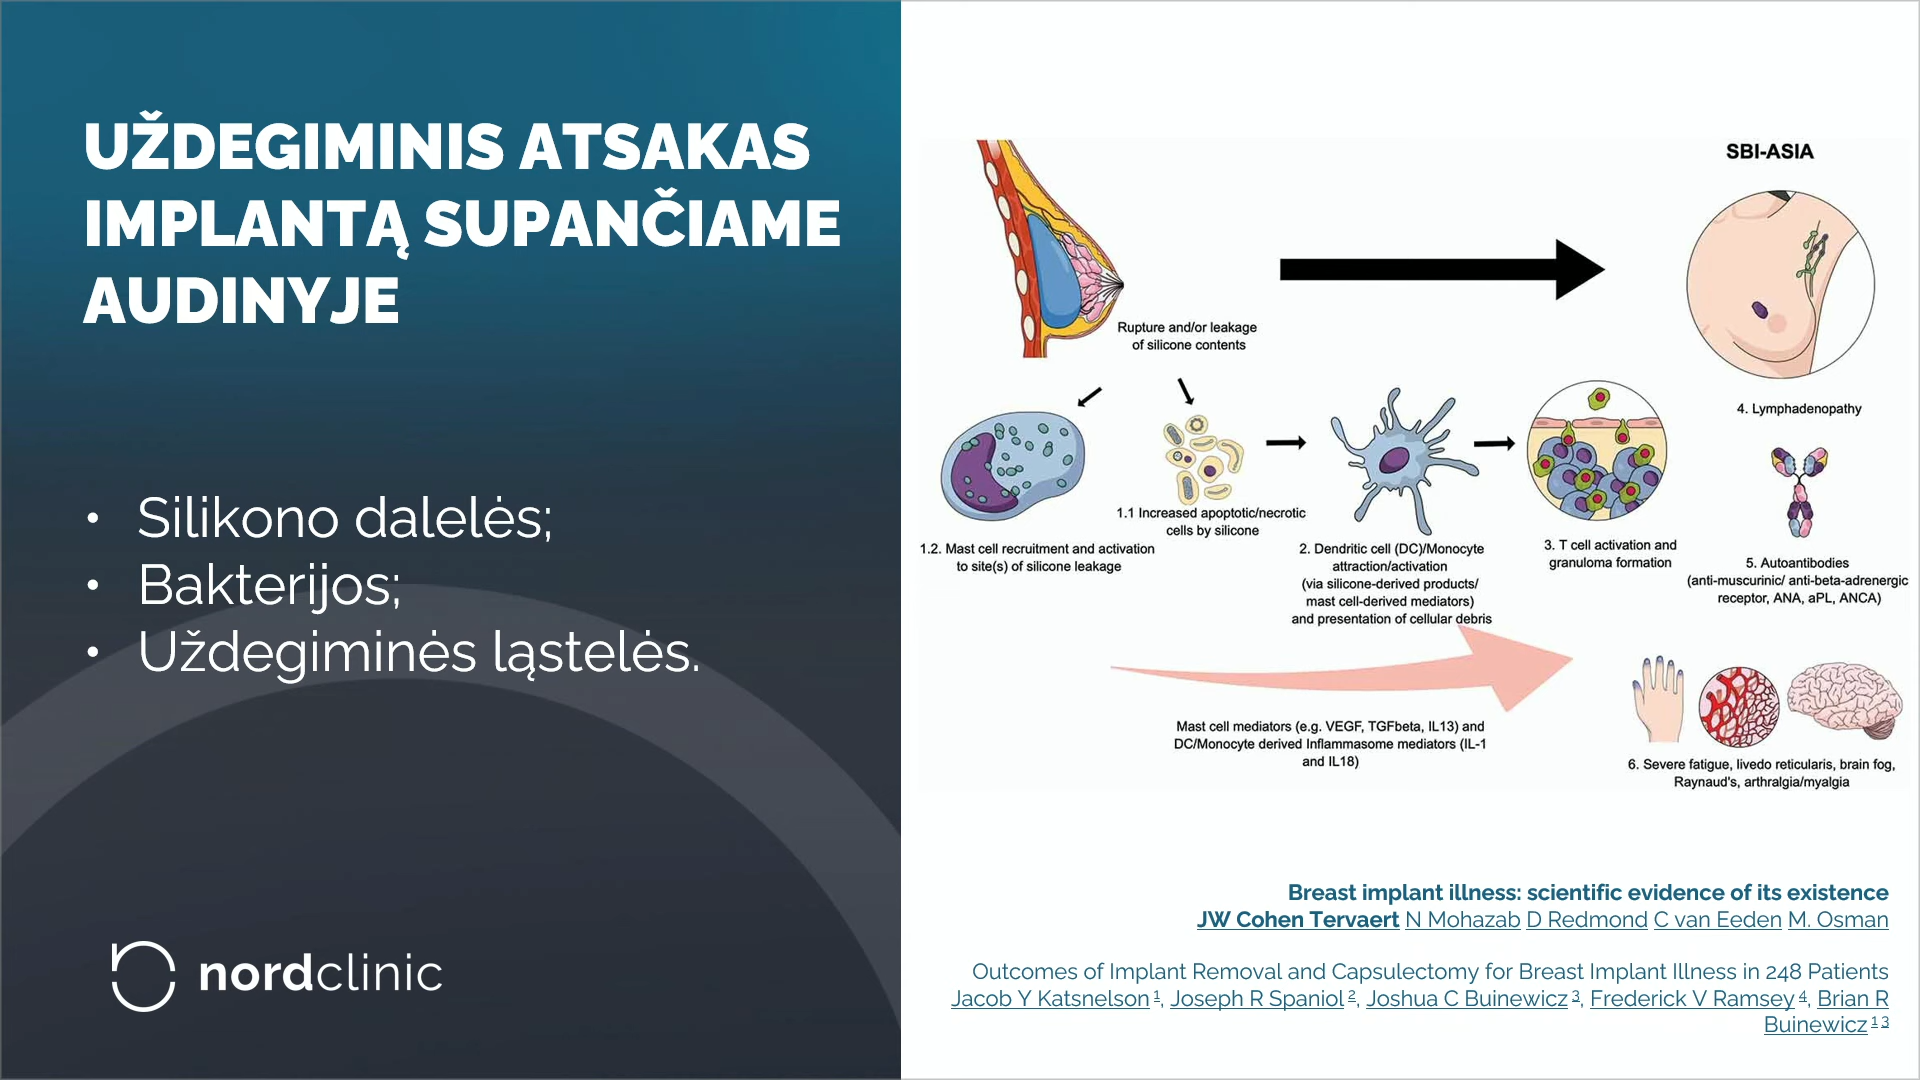 UŽDEGIMINIS ATSAKAS
IMPLANTĄ SUPANČIAME
AUDINYJE
• Silikono dalelės;
• Bakterijos;
• Uždegiminės ląstelės.
nordclinic
SBI-ASIA
Rupture and/or leakage
of silicone contents
4. Lymphadenopathy
1.1 Increased apoptotic/necrotic
cells by silicone
1.2. Mast cell recruitment and activation
to site(s) of silicone leakage
2. Dendritic cell (DC)/Monocyte
attraction/activation
(via silicone-derived products/
mast cell-derived mediators)
and presentation of cellular debris
3. T cell activation and
granuloma formation
5. Autoantibodies
(anti-muscurinic/ anti-beta-adrenergic
receptor, ANA, aPL, ANCA)
Mast cell mediators (e.g. VEGF, TGFbeta, IL13) and
DC/Monocyte derived Inflammasome mediators (IL-1
and IL18)
6. Severe fatigue, livedo reticularis, brain fog,
Raynaud's, arthralgia/myalgia
Breast implant illness: scientific evidence of its existence
JW Cohen Tervaert N Mohazab D Redmond C van Eeden M. Osman
Outcomes of Implant Removal and Capsulectomy for Breast Implant Illness in 248 Patients
Jacob Y Katsnelson 1, Joseph R Spaniol 2, Joshua C Buinewicz 3, Frederick V Ramsey 4, Brian R
Buinewicz 1 3